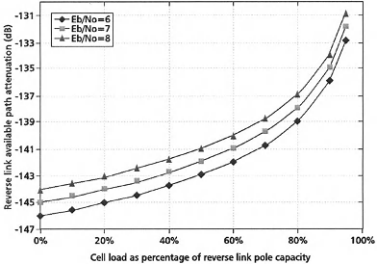 -131
-133
-135
-137
-139
-141
-143
-145
-147
Reverse link available path attenuation (dB)
Eb/No=6
Eb/No=7
Eb/No=8
0% 20% 40% 60% 80% 100%
Cell load as percentage of reverse link pole capacity